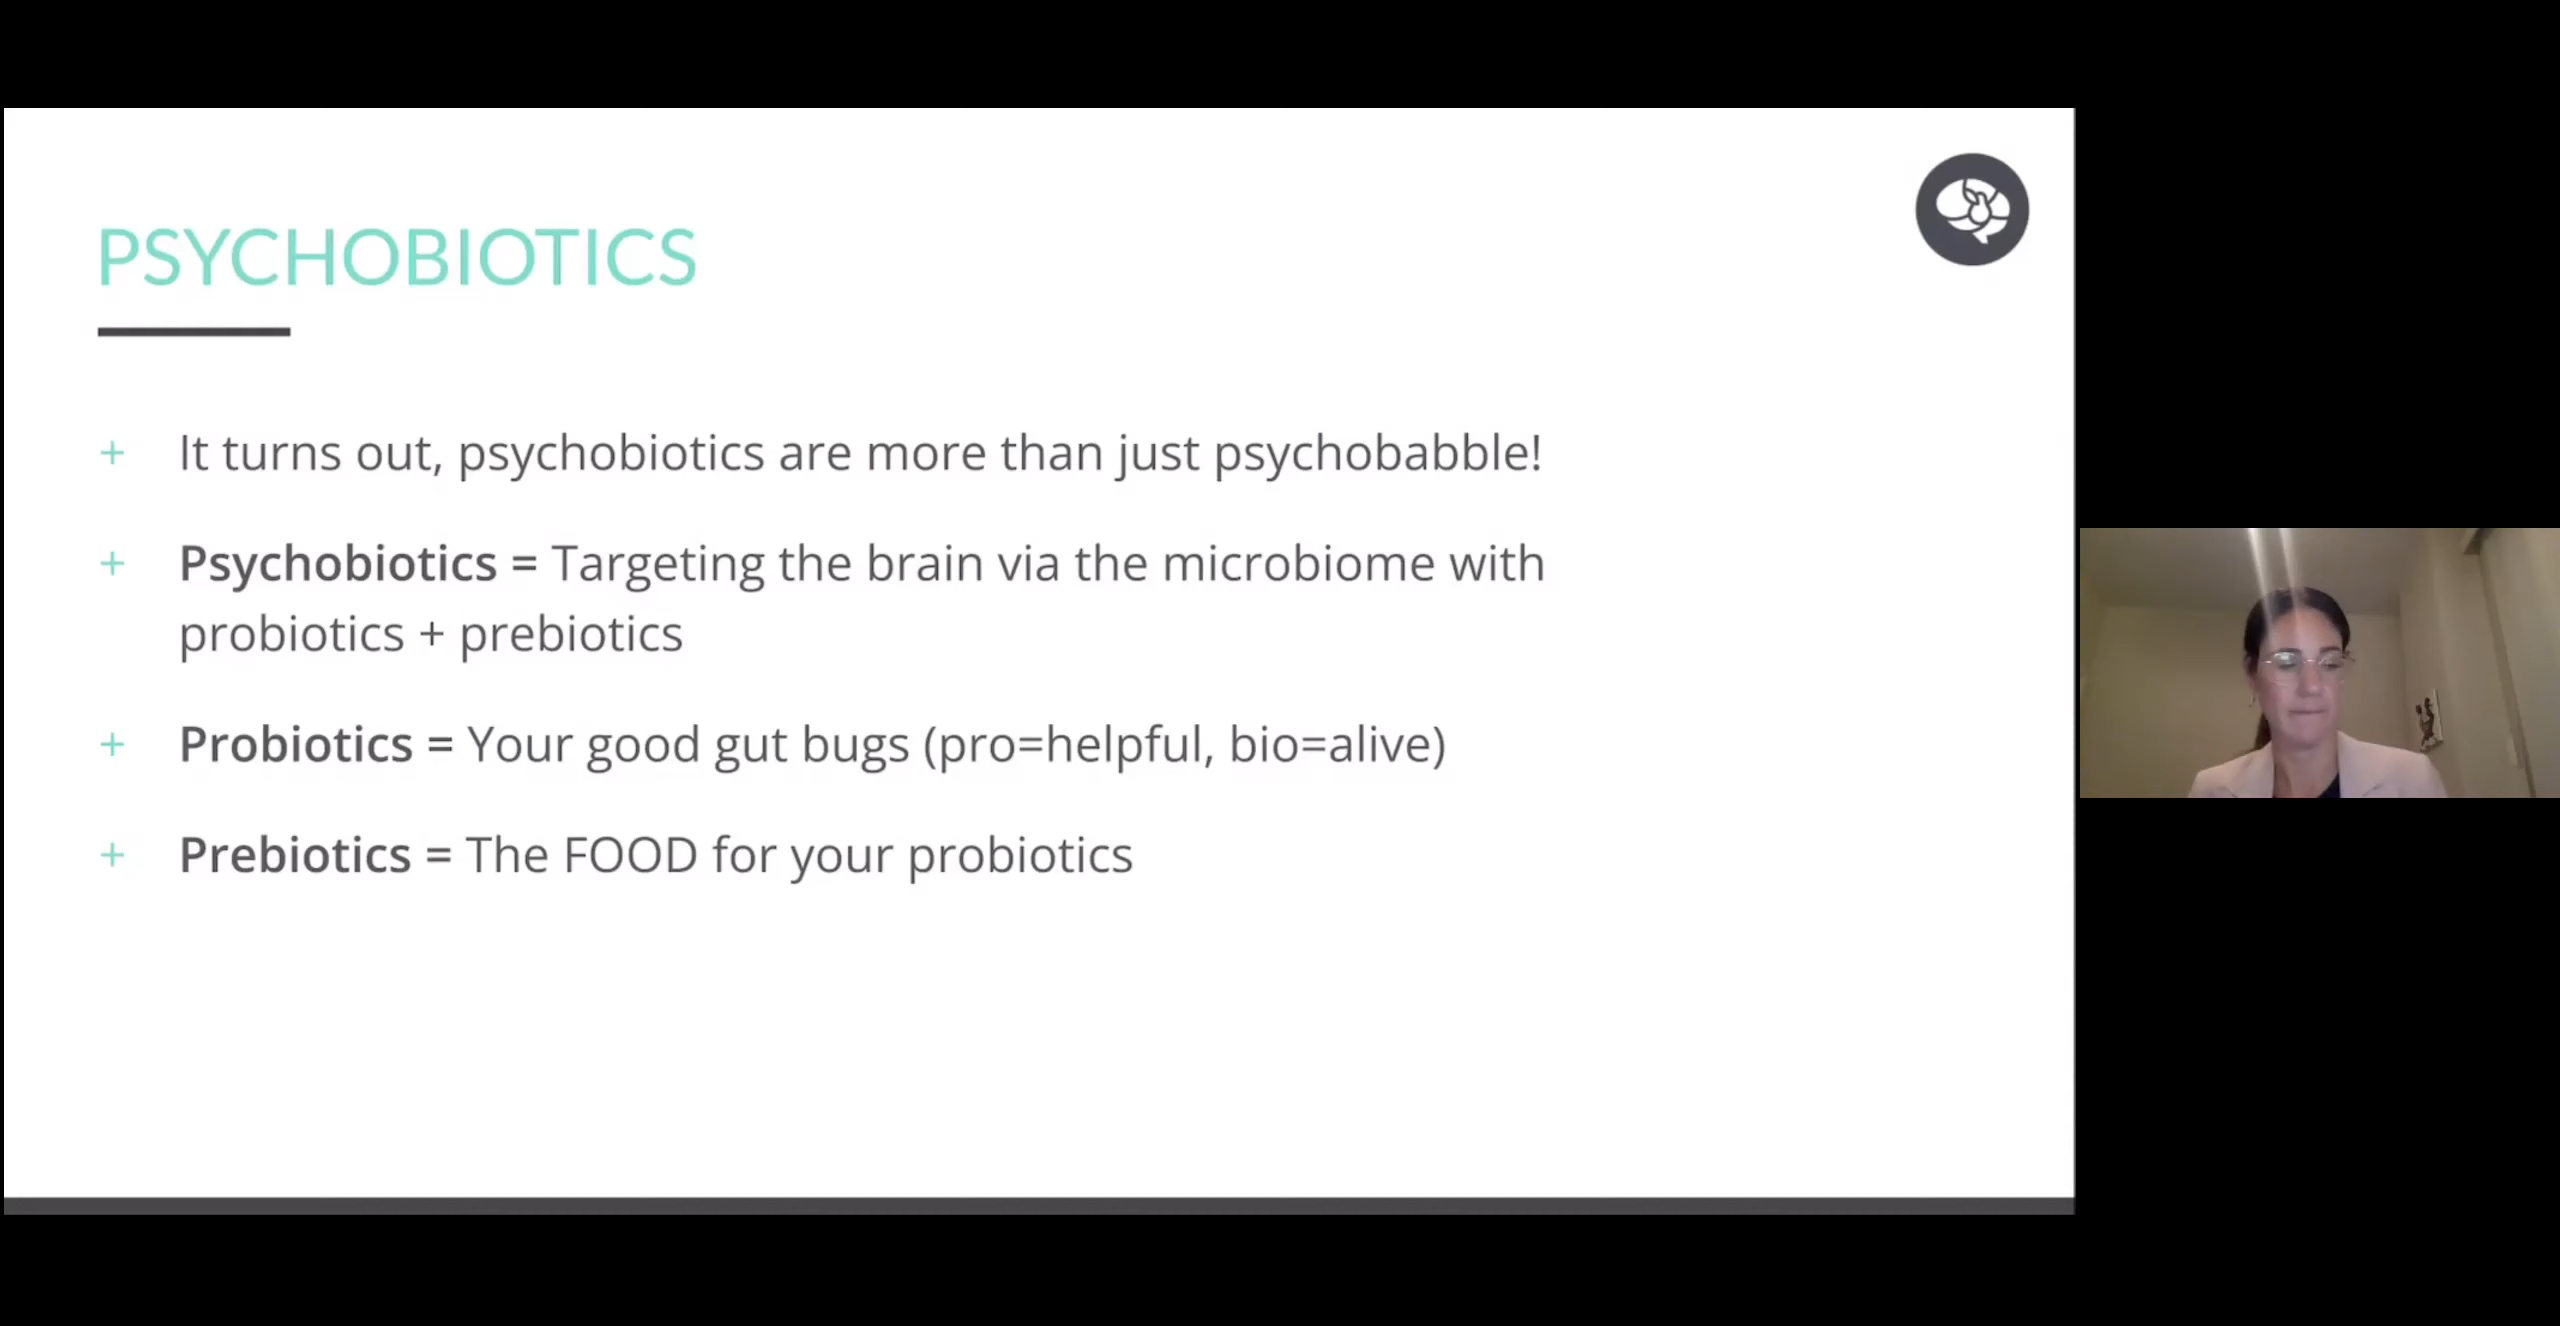 PSYCHOBIOTICS
+ It turns out, psychobiotics are more than just psychobabble!
+ Psychobiotics = Targeting the brain via the microbiome with
probiotics + prebiotics
+ Probiotics = Your good gut bugs (pro=helpful, bio=alive)
+ Prebiotics = The FOOD for your probiotics